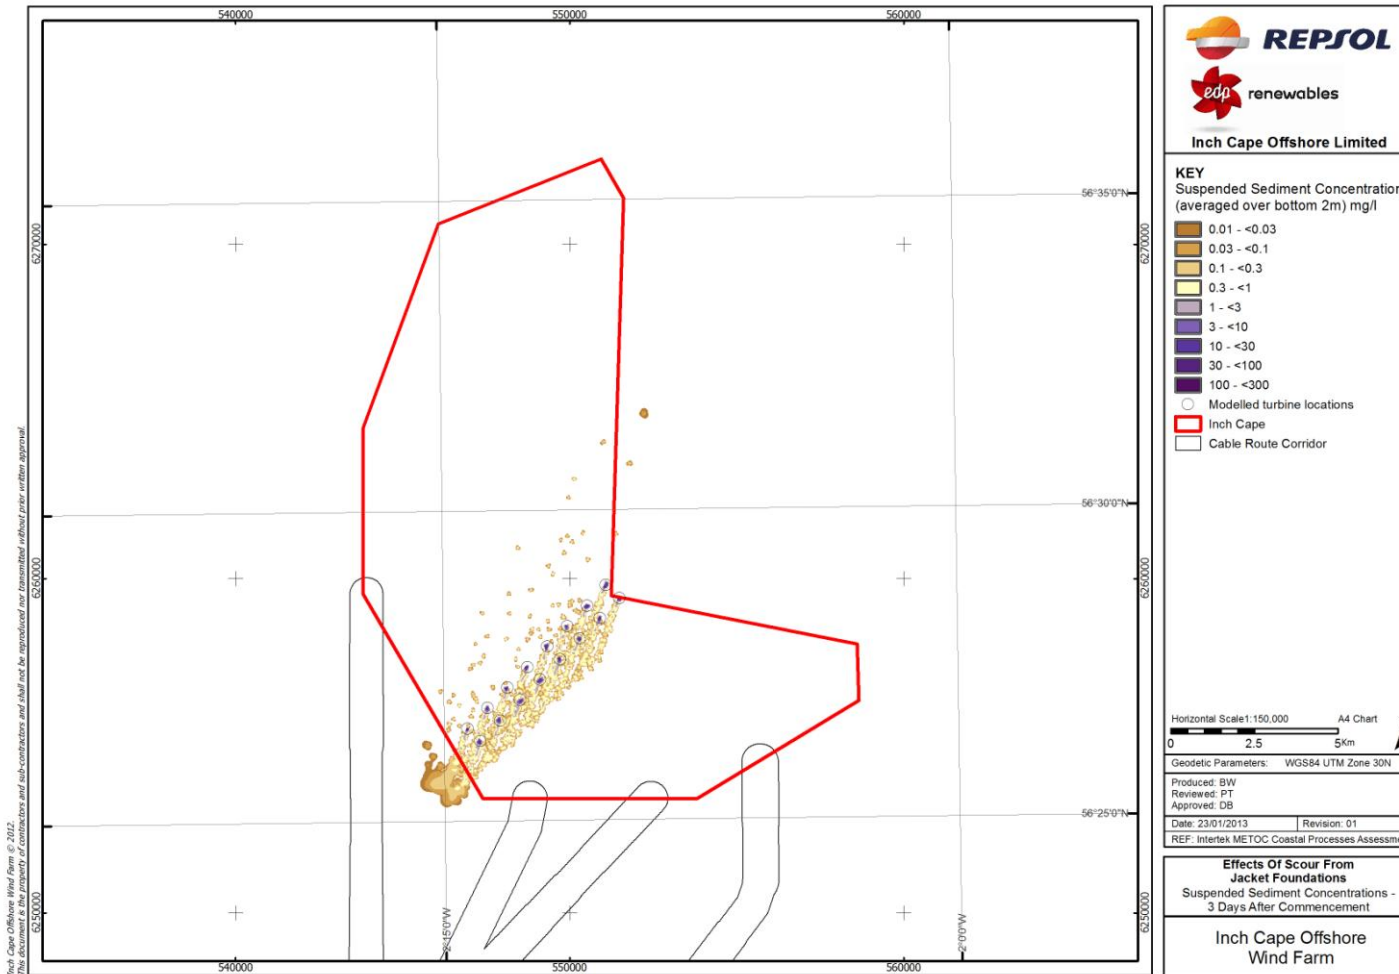 540000
550000
560000
56°35'0"N
6270000
6270000
56°30'0"N
6260000
6260000
56°25'0"N
6250000
6250000
2°15'0"W
2°0'0"W
540000
550000
560000
Inch Cape Offshore Wind Farm © 2012.
This document is the property of contractors and sub-contractors and shall not be reproduced nor transmitted without prior written approval.
REPSOL
edp renewables
Inch Cape Offshore Limited
KEY
Suspended Sediment Concentration
(averaged over bottom 2m) mg/l
0.01 - <0.03
0.03 - <0.1
0.1 - <0.3
0.3 - <1
1 - <3
3 - <10
10 - <30
30 - <100
100 - <300
Modelled turbine locations
Inch Cape
Cable Route Corridor
Horizontal Scale1:150,000 A4 Chart
0 2.5 5Km
Geodetic Parameters: WGS84 UTM Zone 30N
Produced: BW
Reviewed: PT
Approved: DB
Date: 23/01/2013 Revision: 01
REF: Intertek METOC Coastal Processes Assessm
Effects Of Scour From
Jacket Foundations
Suspended Sediment Concentrations -
3 Days After Commencement
Inch Cape Offshore
Wind Farm